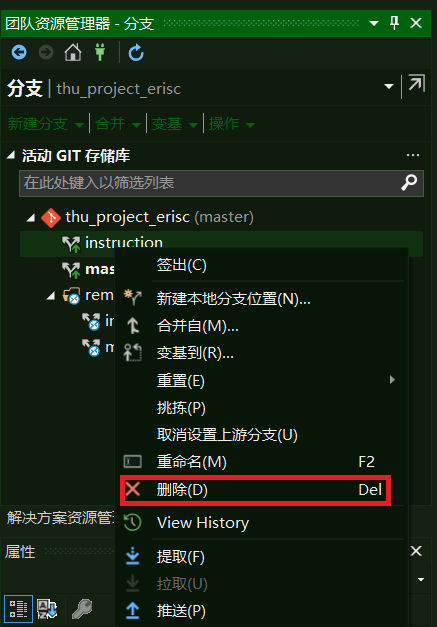 团队资源管理器 - 分支
分支 | thu_project_erisc
新建分支 | 合并 | 变基 | 操作
活动 GIT 存储库
在此处键入以筛选列表
thu_project_erisc (master)
instruction
mas
rem
in
m
签出(C)
新建本地分支位置(N)...
合并自(M)...
变基到(R)...
重置(E)
挑拣(P)
取消设置上游分支(U)
重命名(M) F2
删除(D) Del
View History
提取(F)
拉取(U)
推送(P)
解决方案资源管
属性